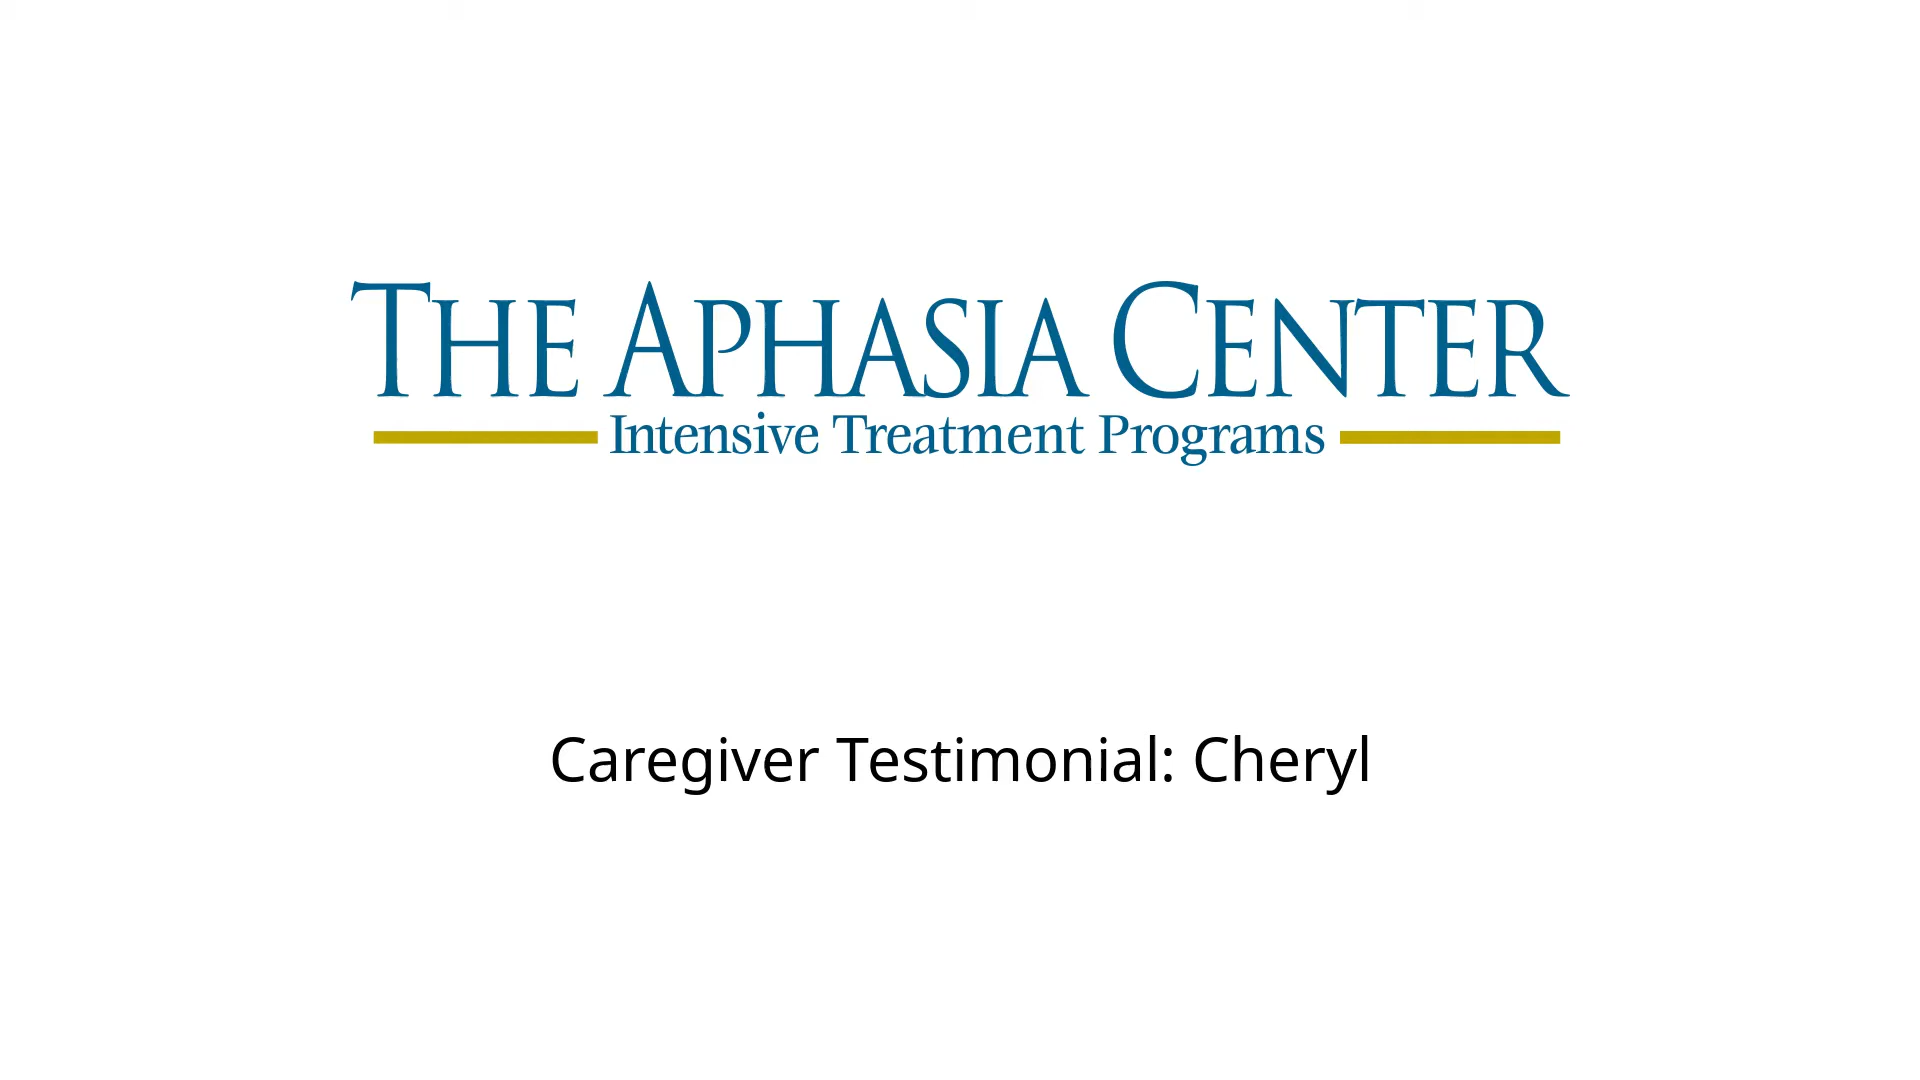 THE APHASIA CENTER
Intensive Treatment Programs
Caregiver Testimonial: Cheryl